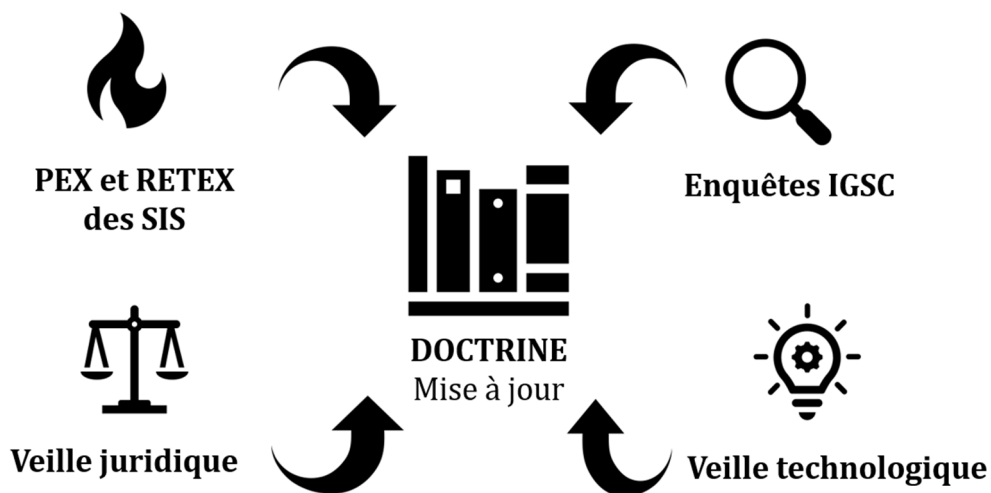 PEX et RETEX
des SIS
Enquêtes IGSC
DOCTRINE
Mise à jour
Veille juridique
Veille technologique